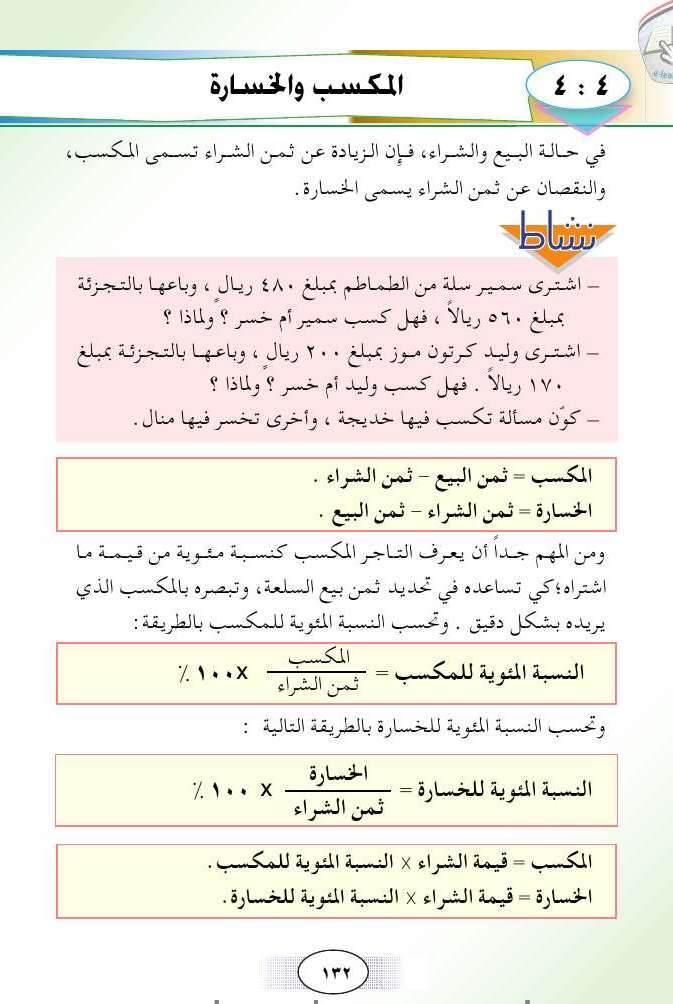 ٤ : ٤
المكسب والخسارة
e-lea
في حالة البيع والشراء، فإن الزيادة عن ثمن الشراء تسمى المكسب،
والنقصان عن ثمن الشراء يسمى الخسارة.
نشاط
– اشترى سمير سلة من الطماطم بمبلغ ٤٨٠ ريالٍ ، وباعها بالتجزئة
بمبلغ ٥٦٠ ريالاً ، فهل كسب سمير أم خسر ؟ ولماذا ؟
– اشترى وليد كرتون موز بمبلغ ٢٠٠ ريالٍ ، وباعها بالتجزئة بمبلغ
١٧٠ ريالاً . فهل كسب وليد أم خسر ؟ ولماذا ؟
– كوّن مسألة تكسب فيها خديجة ، وأخرى تخسر فيها منال.
المكسب = ثمن البيع – ثمن الشراء .
الخسارة = ثمن الشراء – ثمن البيع .
ومن المهم جداً أن يعرف التاجر المكسب كنسبة مئوية من قيمة ما
اشتراه؛كي تساعده في تحديد ثمن بيع السلعة، وتبصره بالمكسب الذي
يريده بشكل دقيق . وتحسب النسبة المئوية للمكسب بالطريقة:
النسبة المئوية للمكسب = المكسب / ثمن الشراء x ١٠٠ ٪
وتحسب النسبة المئوية للخسارة بالطريقة التالية :
النسبة المئوية للخسارة = الخسارة / ثمن الشراء x ١٠٠ ٪
المكسب = قيمة الشراء × النسبة المئوية للمكسب.
الخسارة = قيمة الشراء × النسبة المئوية للخسارة.
١٣٢